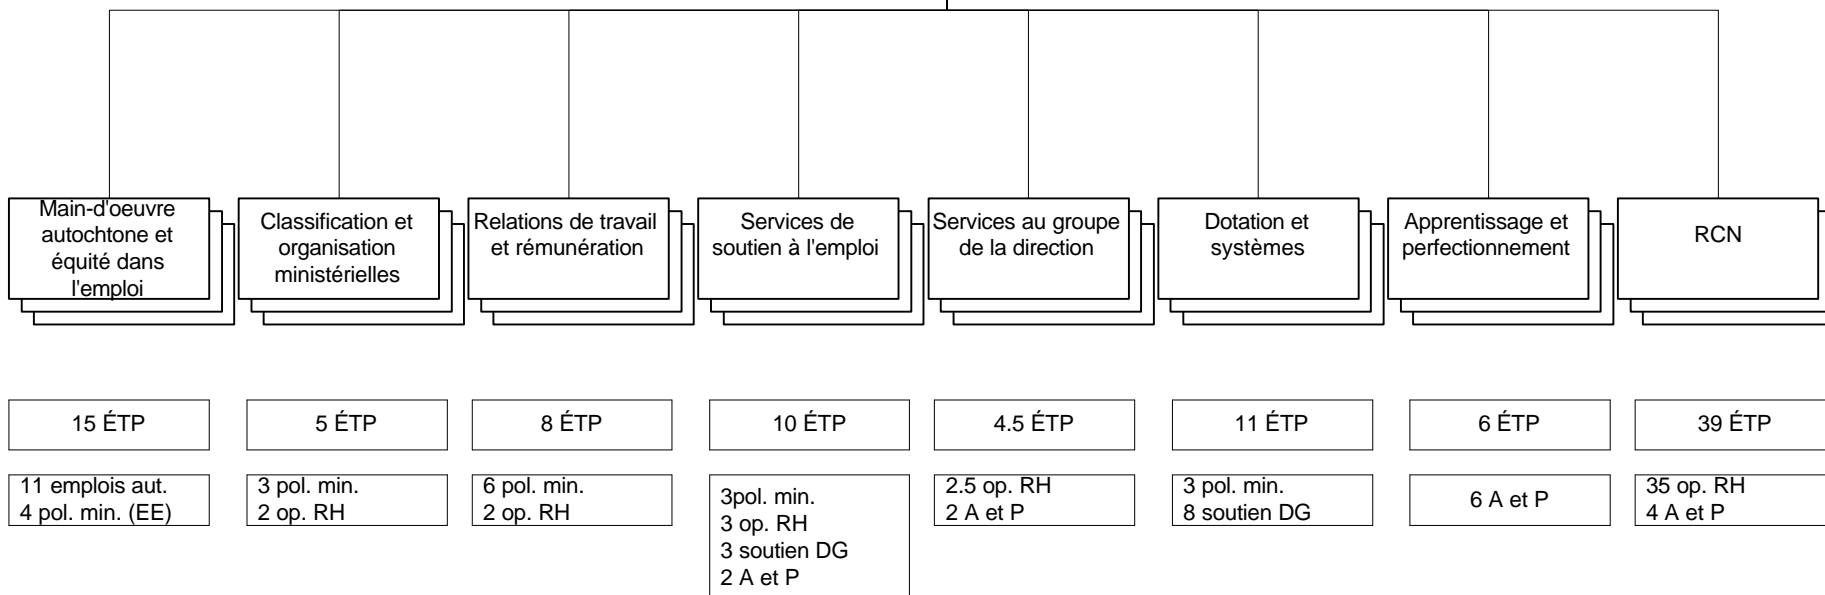 Main-d'oeuvre
autochtone et
équité dans
l'emploi
Classification et
organisation
ministérielles
Relations de travail
et rémunération
Services de
soutien à l'emploi
Services au groupe
de la direction
Dotation et
systèmes
Apprentissage et
perfectionnement
RCN
15 ÉTP
5 ÉTP
8 ÉTP
10 ÉTP
4.5 ÉTP
11 ÉTP
6 ÉTP
39 ÉTP
11 emplois aut.
4 pol. min. (EE)
3 pol. min.
2 op. RH
6 pol. min.
2 op. RH
3pol. min.
3 op. RH
3 soutien DG
2 A et P
2.5 op. RH
2 A et P
3 pol. min.
8 soutien DG
6 A et P
35 op. RH
4 A et P